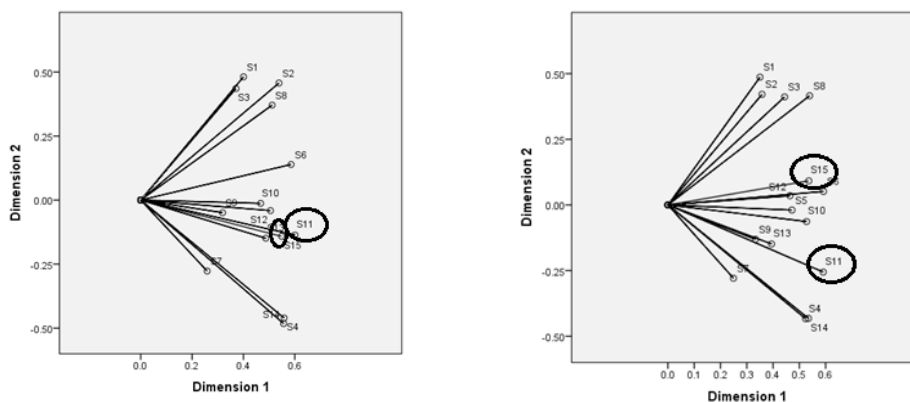 0.50
0.25
0.00
-0.25
-0.50
Dimension 2
S1
S2
S3
S8
S6
S10
S9
S12
S11
S15
S7
S4
0.0
0.2
0.4
0.6
Dimension 1
0.50
0.25
0.00
-0.25
-0.50
Dimension 2
S1
S2
S3
S8
S15
S12
S5
S10
S9
S13
S11
S7
S4
S14
0.0
0.1
0.2
0.3
0.4
0.5
0.6
Dimension 1